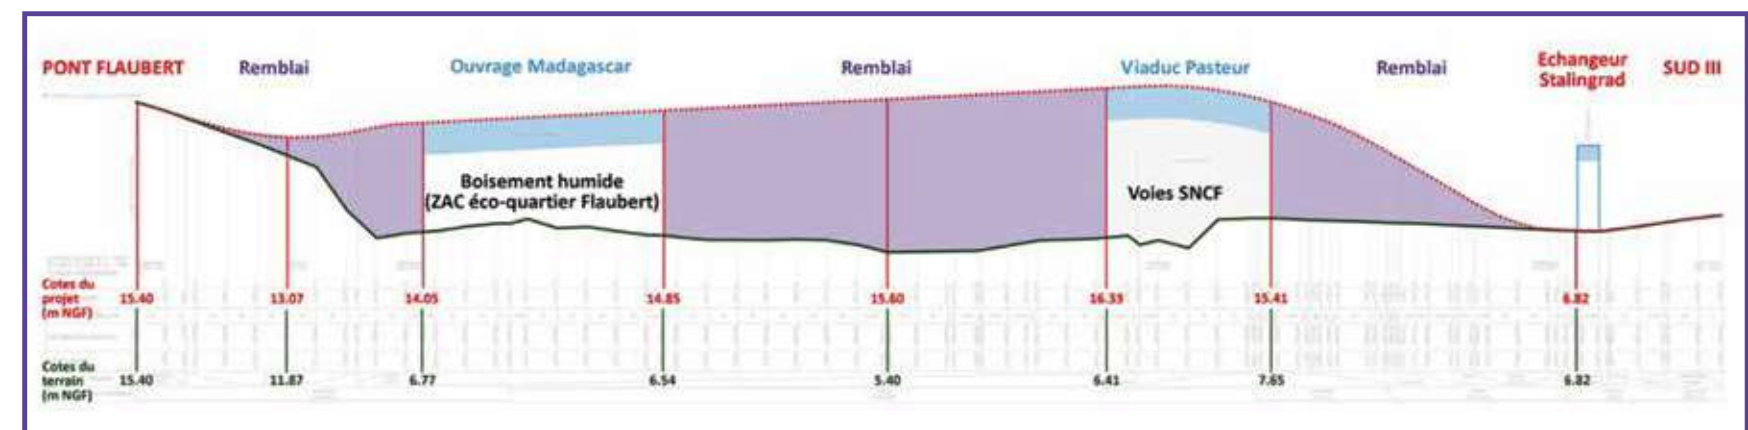 PONT FLAUBERT Remblai Ouvrage Madagascar Remblai Viaduc Pasteur Remblai Echangeur Stalingrad SUD III
Boisement humide
(ZAC éco-quartier Flaubert)
Voies SNCF
Cotes du
projet
(m NGF)
15.40 13.07 14.05 14.85 15.60 16.33 15.41 6.82
Cotes du
terrain
(m NGF)
15.40 11.87 6.77 6.54 5.40 6.41 7.65 6.82